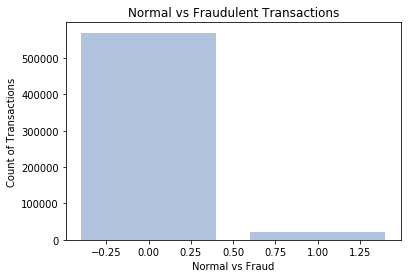 Normal vs Fraudulent Transactions
Count of Transactions
500000
400000
300000
200000
100000
0
−0.25 0.00 0.25 0.50 0.75 1.00 1.25
Normal vs Fraud